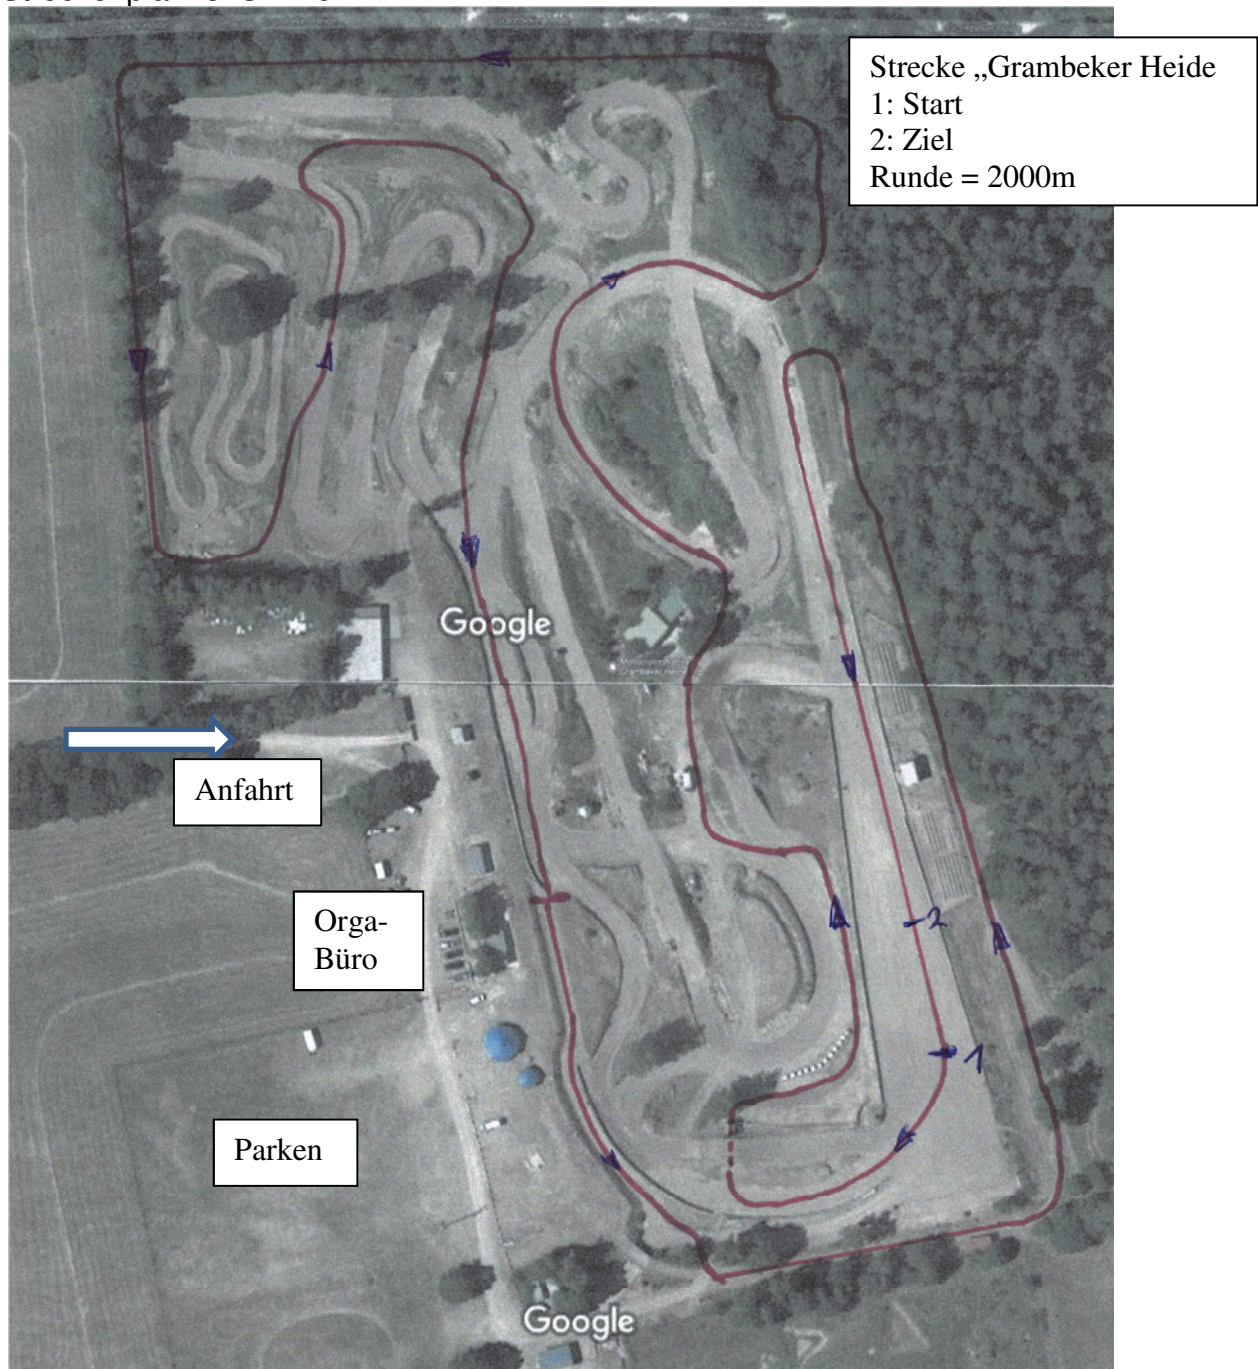 Strecke „Grambeker Heide
1: Start
2: Ziel
Runde = 2000m
Google
Anfahrt
Orga-
Büro
2
1
Parken
Google